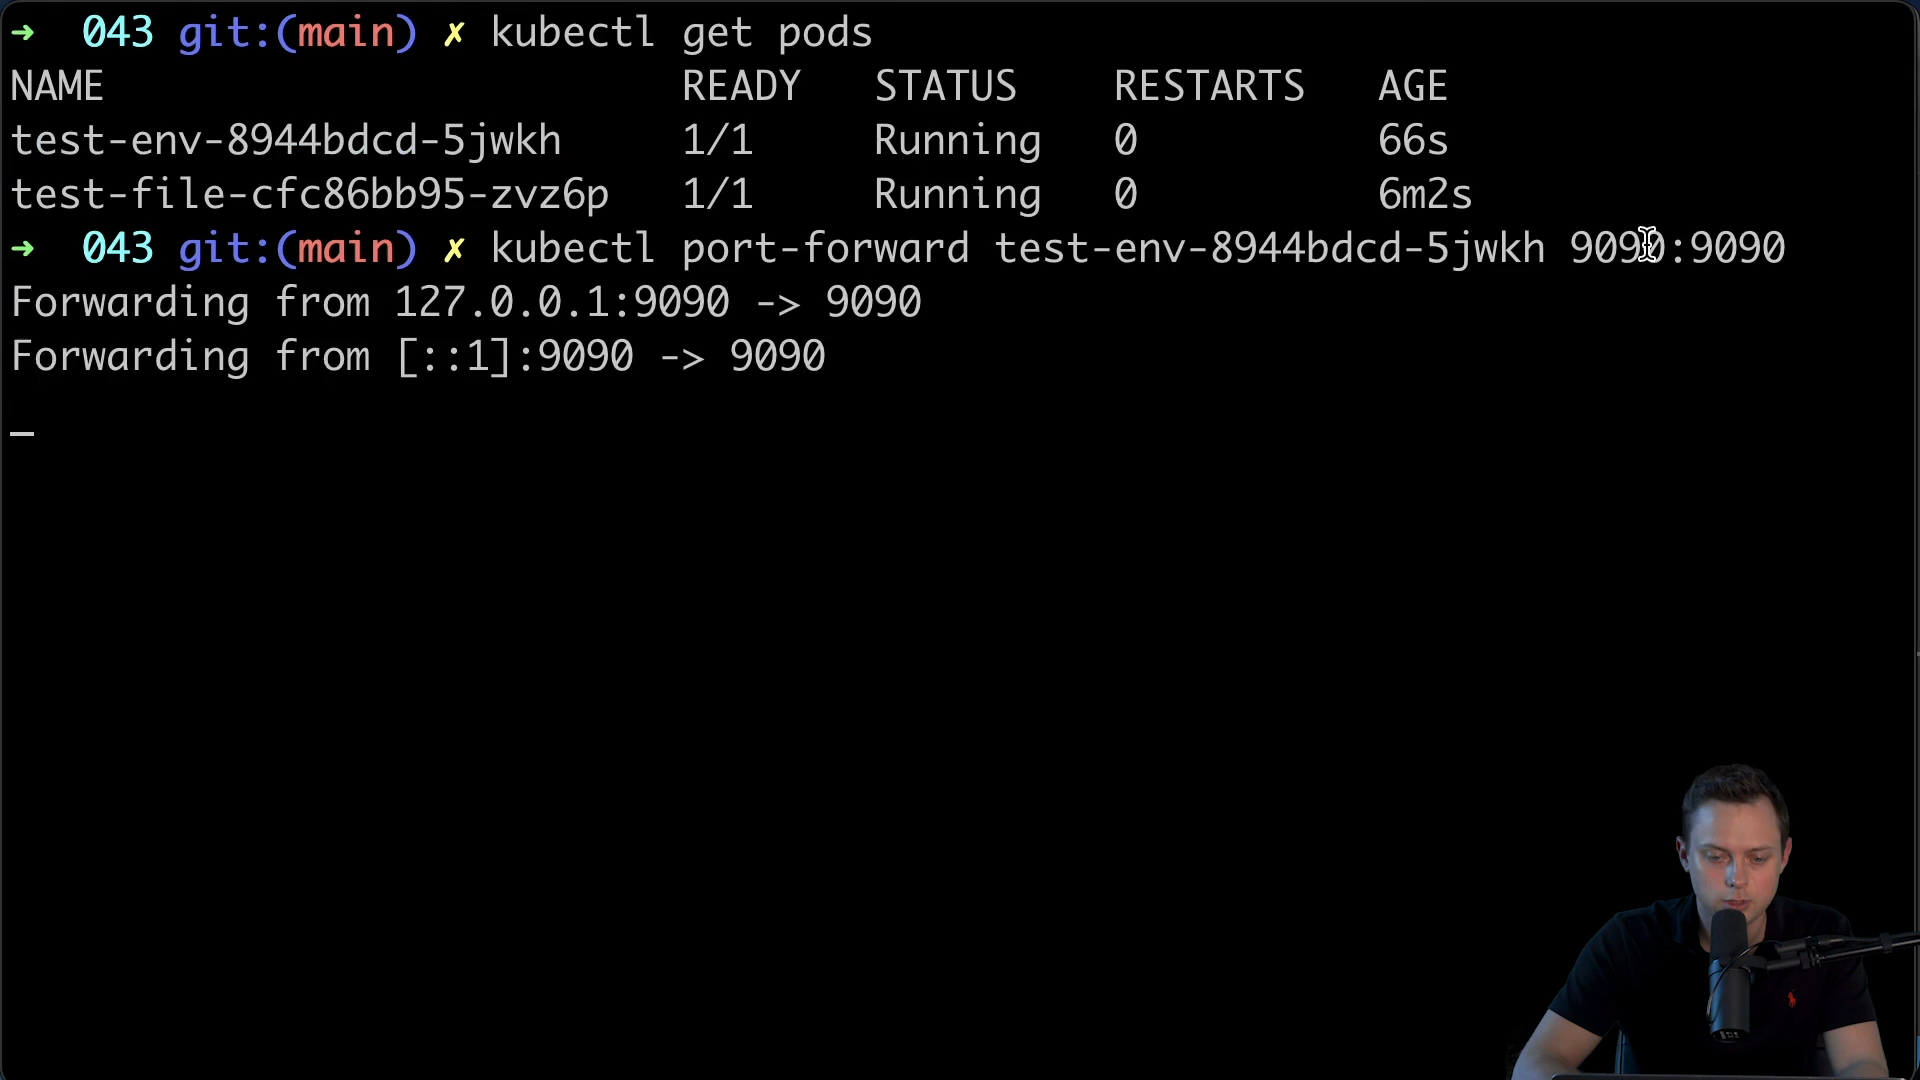 ➜ 043 git:(main) ✗ kubectl get pods
NAME READY STATUS RESTARTS AGE
test-env-8944bdcd-5jwkh 1/1 Running 0 66s
test-file-cfc86bb95-zvz6p 1/1 Running 0 6m2s
➜ 043 git:(main) ✗ kubectl port-forward test-env-8944bdcd-5jwkh 9090:9090
Forwarding from 127.0.0.1:9090 -> 9090
Forwarding from [::1]:9090 -> 9090